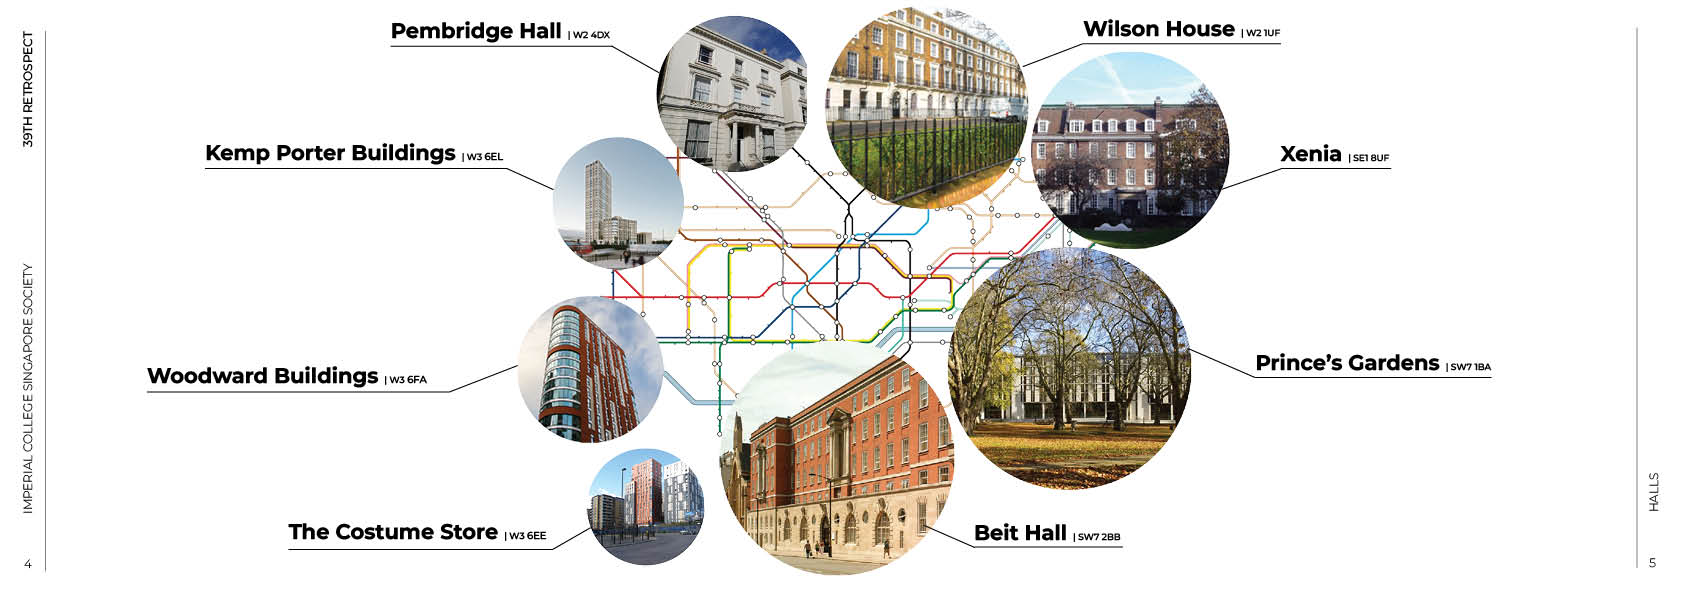 39TH RETROSPECT
IMPERIAL COLLEGE SINGAPORE SOCIETY
4
Pembridge Hall | W2 4DX
Wilson House | W2 1UF
Kemp Porter Buildings | W3 6EL
Xenia | SE1 8UF
Woodward Buildings | W3 6FA
Prince’s Gardens | SW7 1BA
The Costume Store | W3 6EE
Beit Hall | SW7 2BB
HALLS
5